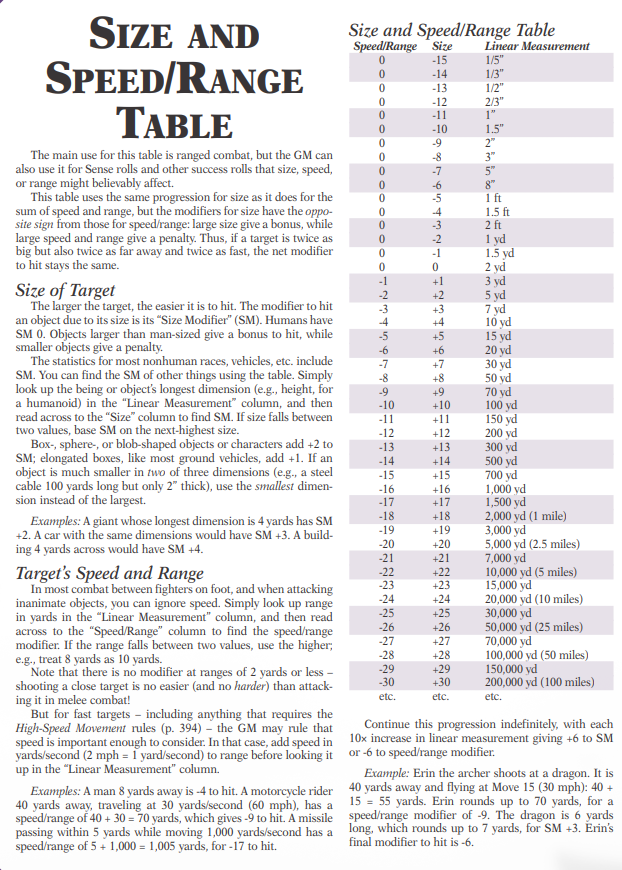 SIZE AND
SPEED/RANGE
TABLE
The main use for this table is ranged combat, but the GM can
also use it for Sense rolls and other success rolls that size, speed,
or range might believably affect.
This table uses the same progression for size as it does for the
sum of speed and range, but the modifiers for size have the oppo-
site sign from those for speed/range: large size give a bonus, while
large speed and range give a penalty. Thus, if a target is twice as
big but also twice as far away and twice as fast, the net modifier
to hit stays the same.
Size of Target
The larger the target, the easier it is to hit. The modifier to hit
an object due to its size is its “Size Modifier” (SM). Humans have
SM 0. Objects larger than man-sized give a bonus to hit, while
smaller objects give a penalty.
The statistics for most nonhuman races, vehicles, etc. include
SM. You can find the SM of other things using the table. Simply
look up the being or object’s longest dimension (e.g., height, for
a humanoid) in the “Linear Measurement” column, and then
read across to the “Size” column to find SM. If size falls between
two values, base SM on the next-highest size.
Box-, sphere-, or blob-shaped objects or characters add +2 to
SM; elongated boxes, like most ground vehicles, add +1. If an
object is much smaller in two of three dimensions (e.g., a steel
cable 100 yards long but only 2” thick), use the smallest dimen-
sion instead of the largest.
Examples: A giant whose longest dimension is 4 yards has SM
+2. A car with the same dimensions would have SM +3. A build-
ing 4 yards across would have SM +4.
Target’s Speed and Range
In most combat between fighters on foot, and when attacking
inanimate objects, you can ignore speed. Simply look up range
in yards in the “Linear Measurement” column, and then read
across to the “Speed/Range” column to find the speed/range
modifier. If the range falls between two values, use the higher;
e.g., treat 8 yards as 10 yards.
Note that there is no modifier at ranges of 2 yards or less –
shooting a close target is no easier (and no harder) than attack-
ing it in melee combat!
But for fast targets – including anything that requires the
High-Speed Movement rules (p. 394) – the GM may rule that
speed is important enough to consider. In that case, add speed in
yards/second (2 mph = 1 yard/second) to range before looking it
up in the “Linear Measurement” column.
Examples: A man 8 yards away is -4 to hit. A motorcycle rider
40 yards away, traveling at 30 yards/second (60 mph), has a
speed/range of 40 + 30 = 70 yards, which gives -9 to hit. A missile
passing within 5 yards while moving 1,000 yards/second has a
speed/range of 5 + 1,000 = 1,005 yards, for -17 to hit.
Size and Speed/Range Table
Speed/Range Size Linear Measurement
0 -15 1/5”
0 -14 1/3”
0 -13 1/2”
0 -12 2/3”
0 -11 1”
0 -10 1.5”
0 -9 2”
0 -8 3”
0 -7 5”
0 -6 8”
0 -5 1 ft
0 -4 1.5 ft
0 -3 2 ft
0 -2 1 yd
0 -1 1.5 yd
0 0 2 yd
-1 +1 3 yd
-2 +2 5 yd
-3 +3 7 yd
-4 +4 10 yd
-5 +5 15 yd
-6 +6 20 yd
-7 +7 30 yd
-8 +8 50 yd
-9 +9 70 yd
-10 +10 100 yd
-11 +11 150 yd
-12 +12 200 yd
-13 +13 300 yd
-14 +14 500 yd
-15 +15 700 yd
-16 +16 1,000 yd
-17 +17 1,500 yd
-18 +18 2,000 yd (1 mile)
-19 +19 3,000 yd
-20 +20 5,000 yd (2.5 miles)
-21 +21 7,000 yd
-22 +22 10,000 yd (5 miles)
-23 +23 15,000 yd
-24 +24 20,000 yd (10 miles)
-25 +25 30,000 yd
-26 +26 50,000 yd (25 miles)
-27 +27 70,000 yd
-28 +28 100,000 yd (50 miles)
-29 +29 150,000 yd
-30 +30 200,000 yd (100 miles)
etc. etc. etc.
Continue this progression indefinitely, with each
10x increase in linear measurement giving +6 to SM
or -6 to speed/range modifier.
Example: Erin the archer shoots at a dragon. It is
40 yards away and flying at Move 15 (30 mph): 40 +
15 = 55 yards. Erin rounds up to 70 yards, for a
speed/range modifier of -9. The dragon is 6 yards
long, which rounds up to 7 yards, for SM +3. Erin’s
final modifier to hit is -6.